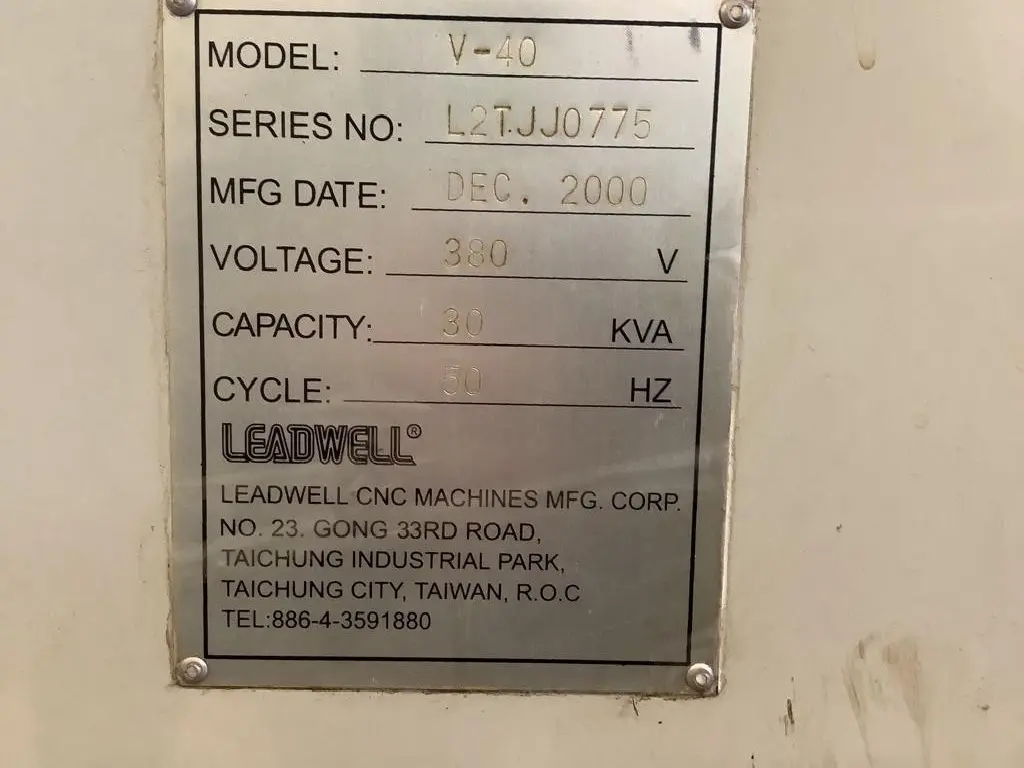 MODEL: V-40
SERIES NO: L2TJJ0775
MFG DATE: DEC. 2000
VOLTAGE: 380 V
CAPACITY: 30 KVA
CYCLE: 50 HZ
LEADWELL®
LEADWELL CNC MACHINES MFG. CORP.
NO. 23. GONG 33RD ROAD,
TAICHUNG INDUSTRIAL PARK,
TAICHUNG CITY, TAIWAN, R.O.C
TEL:886-4-3591880